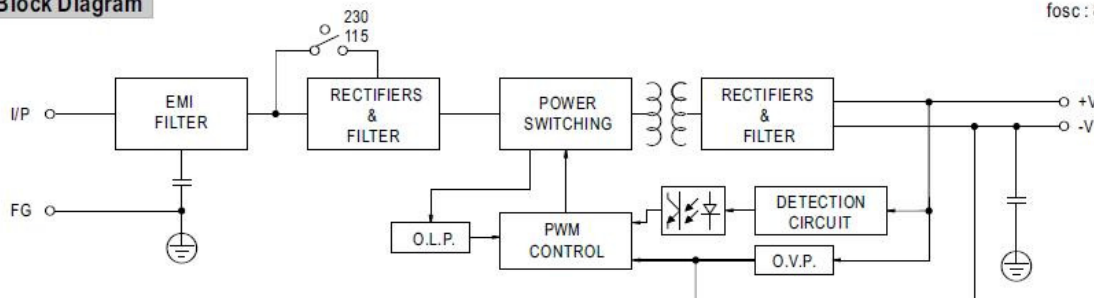 Block Diagram
fosc :
230
115
I/P
EMI
FILTER
RECTIFIERS
&
FILTER
POWER
SWITCHING
RECTIFIERS
&
FILTER
+V
-V
FG
O.L.P.
PWM
CONTROL
DETECTION
CIRCUIT
O.V.P.